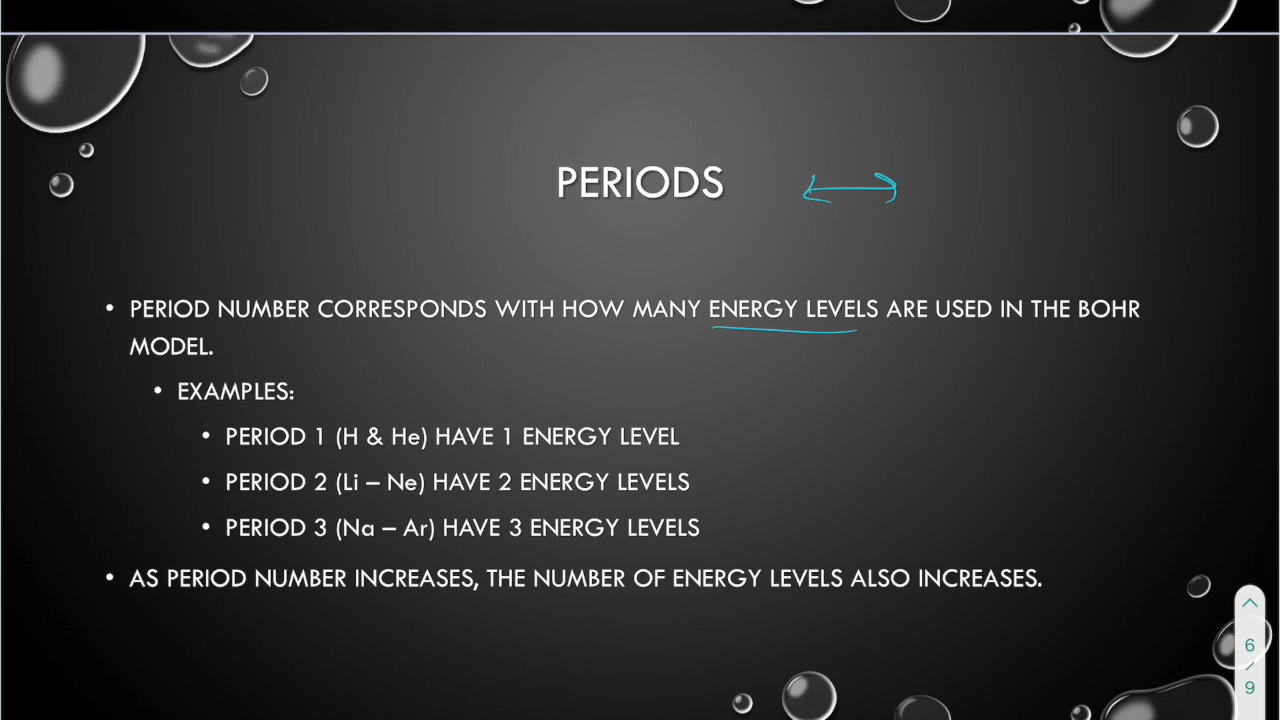 PERIODS
• PERIOD NUMBER CORRESPONDS WITH HOW MANY ENERGY LEVELS ARE USED IN THE BOHR
MODEL.
• EXAMPLES:
• PERIOD 1 (H & He) HAVE 1 ENERGY LEVEL
• PERIOD 2 (Li – Ne) HAVE 2 ENERGY LEVELS
• PERIOD 3 (Na – Ar) HAVE 3 ENERGY LEVELS
• AS PERIOD NUMBER INCREASES, THE NUMBER OF ENERGY LEVELS ALSO INCREASES.
6
/
9